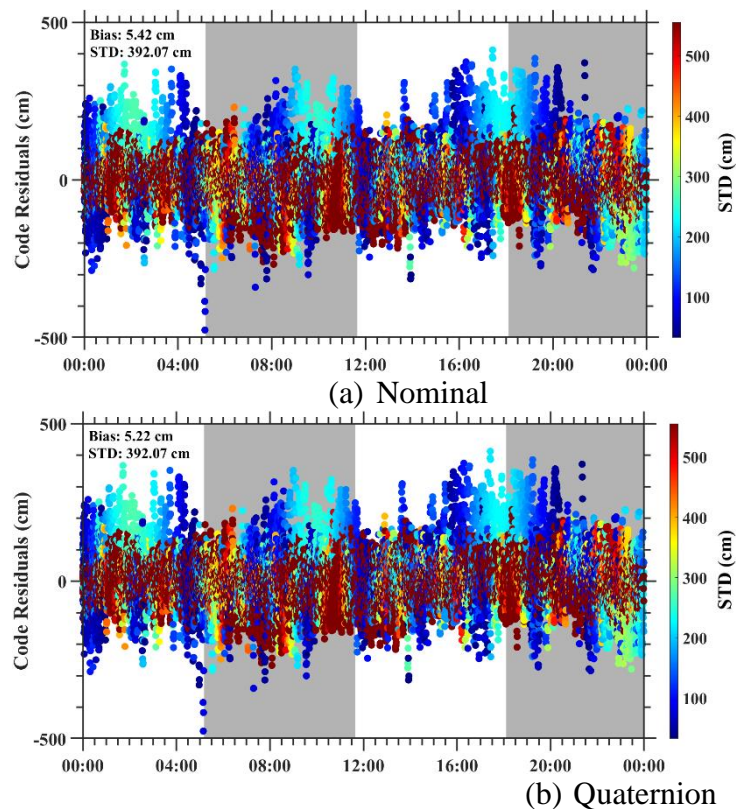 500
Bias: 5.42 cm
STD: 392.07 cm
0
-500
Code Residuals (cm)
00:00 04:00 08:00 12:00 16:00 20:00 00:00
500
400
300
200
100
STD (cm)
(a) Nominal
500
Bias: 5.22 cm
STD: 392.07 cm
0
-500
Code Residuals (cm)
00:00 04:00 08:00 12:00 16:00 20:00 00:00
500
400
300
200
100
STD (cm)
(b) Quaternion